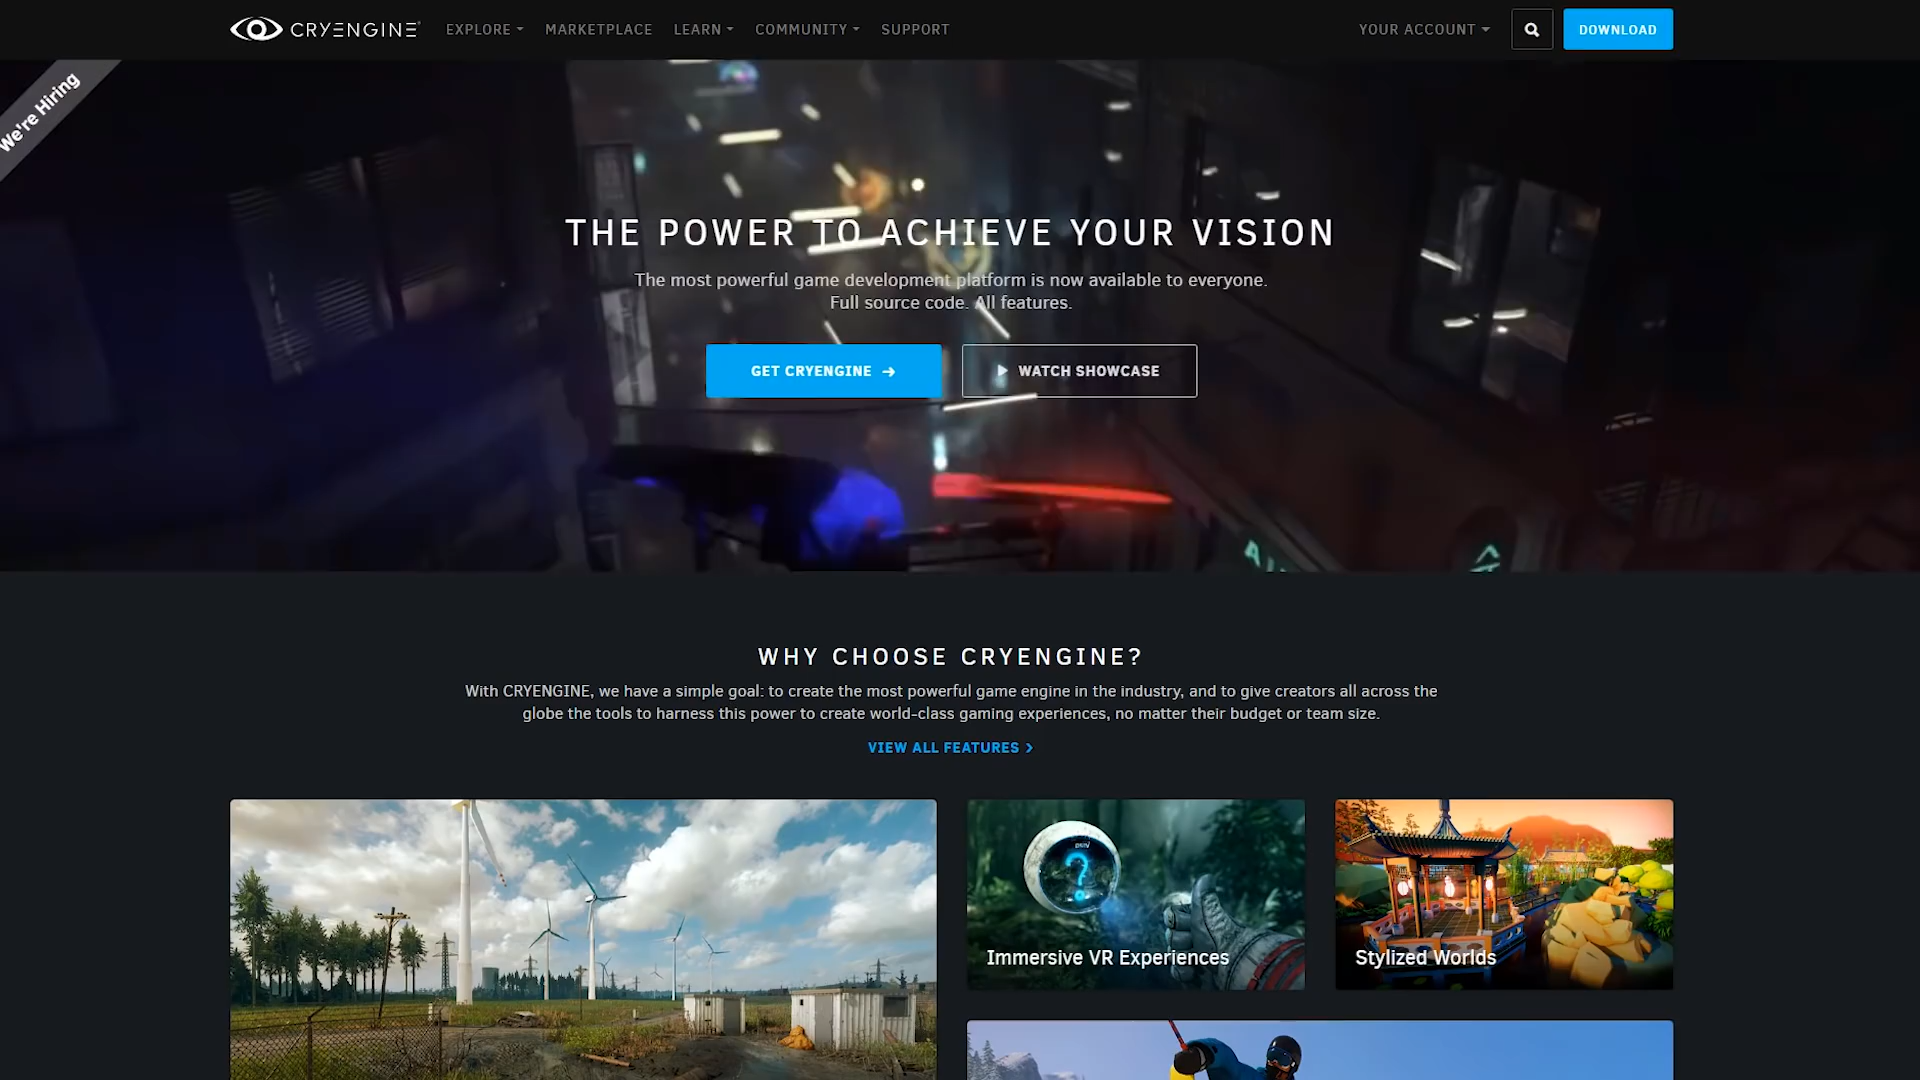 CRYENGINE
EXPLORE
MARKETPLACE
LEARN
COMMUNITY
SUPPORT
YOUR ACCOUNT
DOWNLOAD
We're Hiring
THE POWER TO ACHIEVE YOUR VISION
The most powerful game development platform is now available to everyone.
Full source code. All features.
GET CRYENGINE
WATCH SHOWCASE
WHY CHOOSE CRYENGINE?
With CRYENGINE, we have a simple goal: to create the most powerful game engine in the industry, and to give creators all across the
globe the tools to harness this power to create world-class gaming experiences, no matter their budget or team size.
VIEW ALL FEATURES
?
Immersive VR Experiences
Stylized Worlds